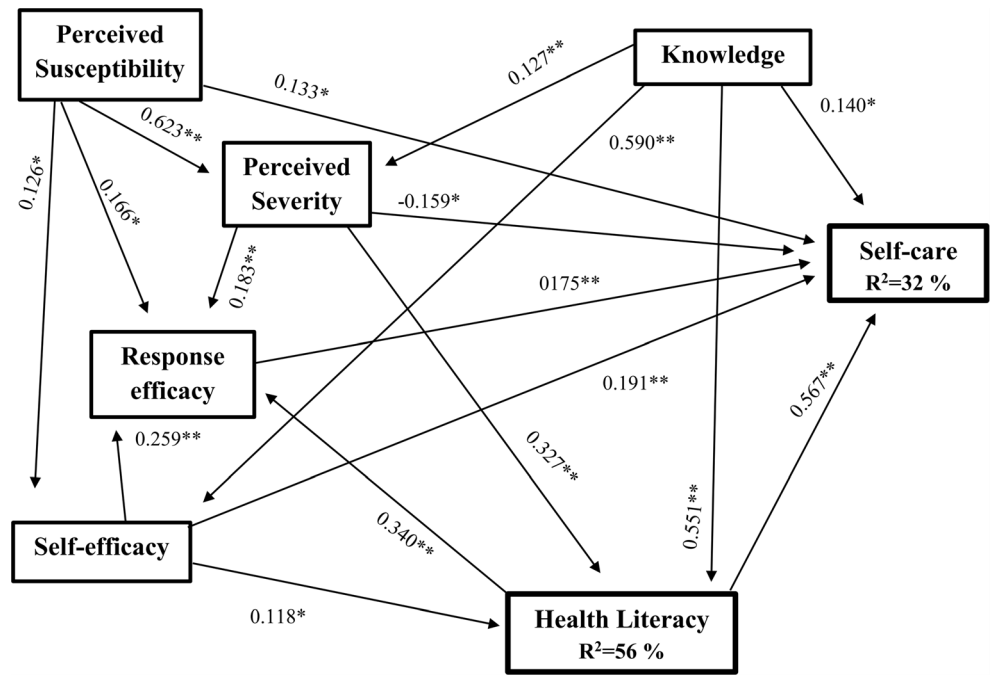 Perceived
Susceptibility
Knowledge
0.127**
0.133*
0.140*
0.623**
0.590**
Perceived
Severity
0.126*
0.166*
-0.159*
Self-care
R²=32 %
0.183**
0175**
Response
efficacy
0.191**
0.567**
0.259**
0.327**
0.551**
0.340**
Self-efficacy
0.118*
Health Literacy
R²=56 %